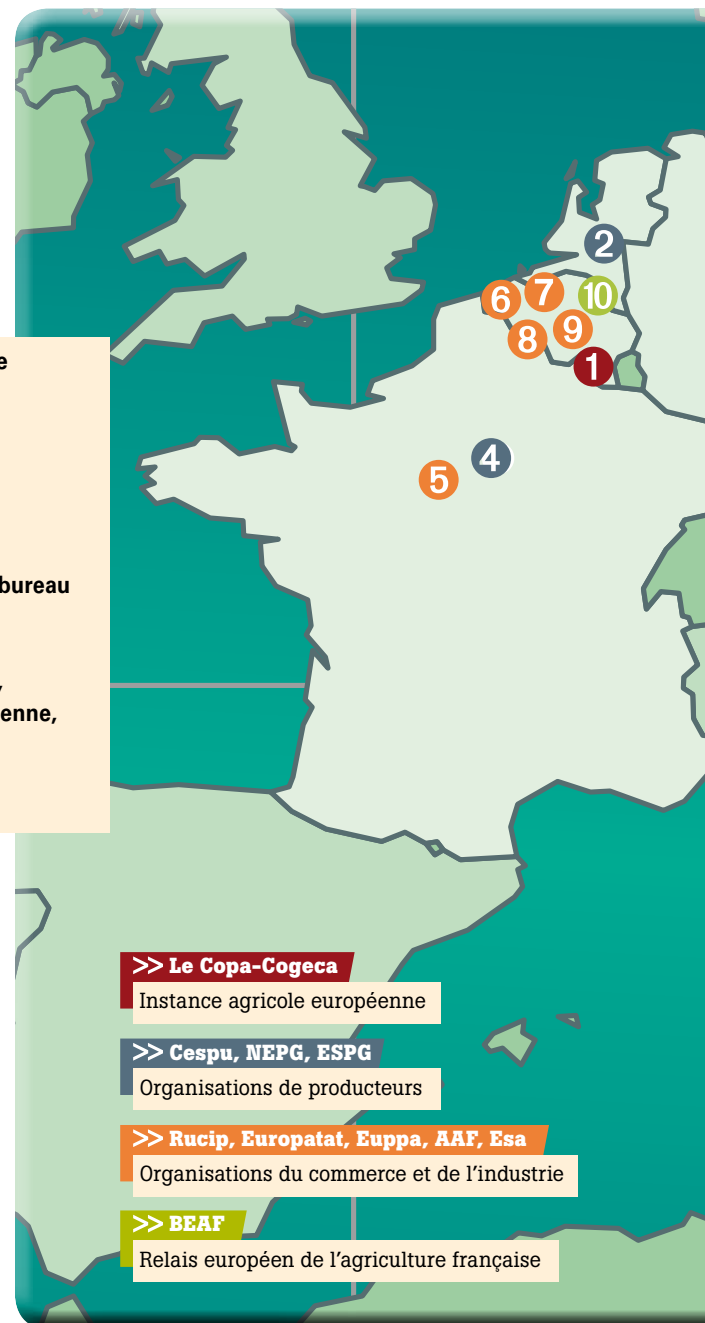 2
6
7
10
8
9
1
4
5
e
bureau
,
enne,
>> Le Copa-Cogeca
Instance agricole européenne
>> Cespu, NEPG, ESPG
Organisations de producteurs
>> Rucip, Europatat, Euppa, AAF, Esa
Organisations du commerce et de l’industrie
>> BEAF
Relais européen de l’agriculture française